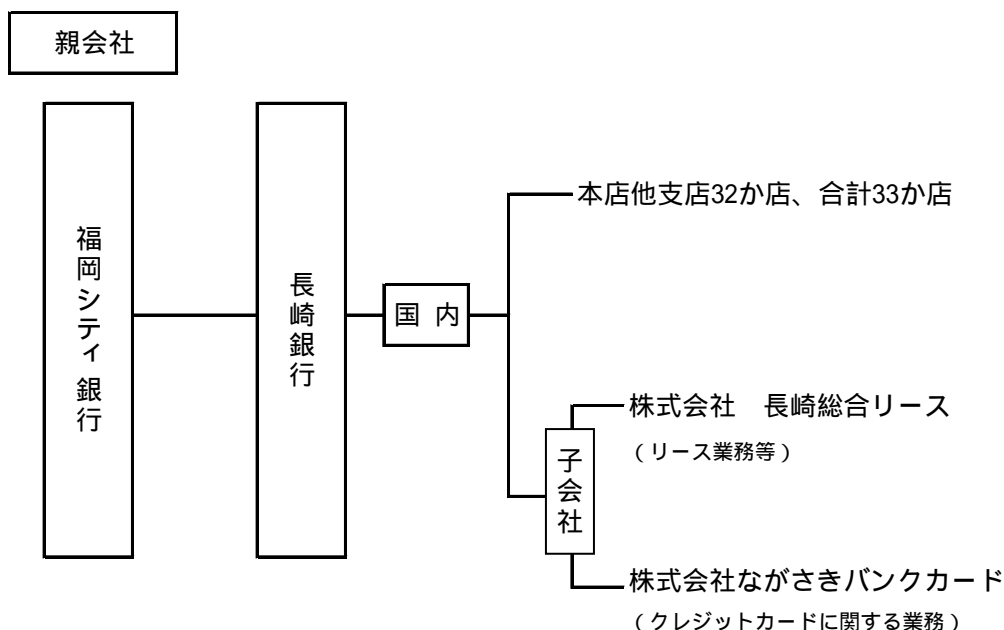 親会社
福岡シティ銀行
長崎銀行
国 内
本店他支店32か店、合計33か店
子会社
株式会社　長崎総合リース
（リース業務等）
株式会社ながさきバンクカード
（クレジットカードに関する業務）